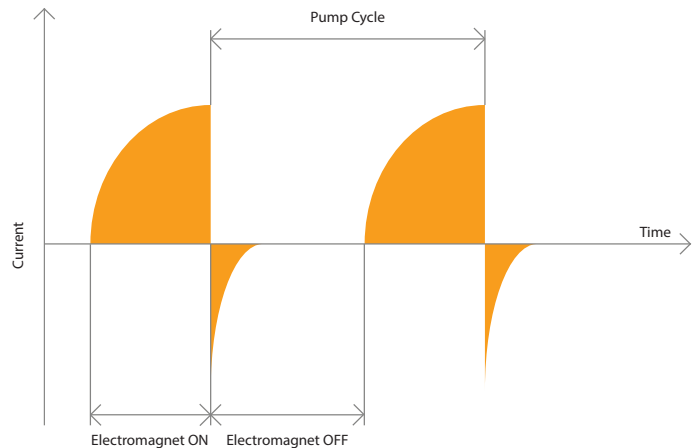 Pump Cycle
Time
Current
Electromagnet ON
Electromagnet OFF